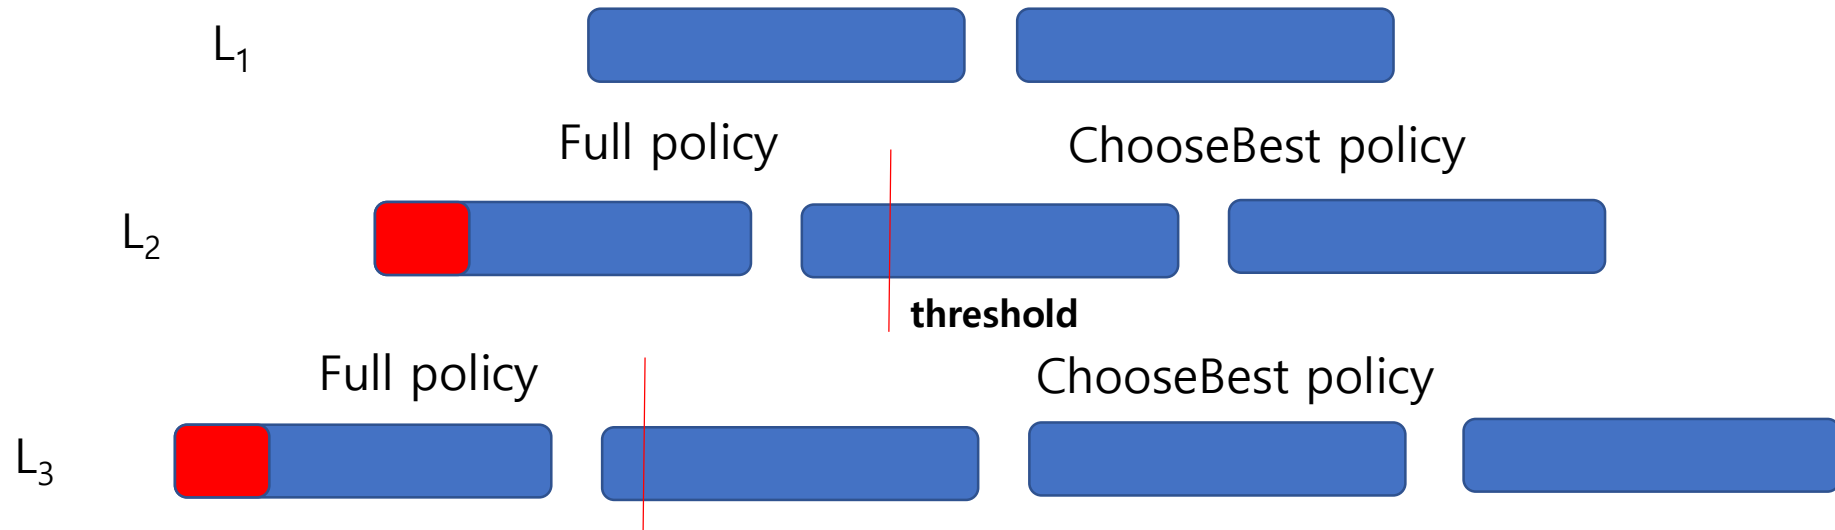 L₁
Full policy ChooseBest policy
L₂
threshold
Full policy ChooseBest policy
L₃